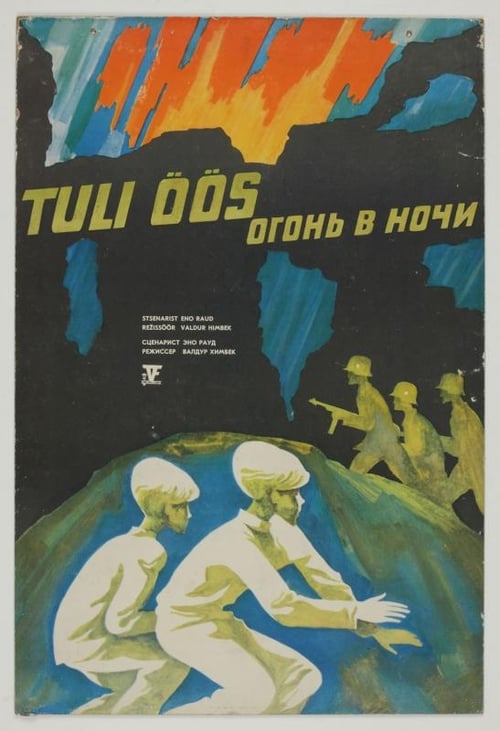 TULI ÖÖS
ОГОНЬ В НОЧИ
STSENARIST ENO RAUD
REŽISSÖÖR VALDUR HIMBEK
СЦЕНАРИСТ ЭНО РАУД
РЕЖИССЕР ВАЛДУР ХИМБЕК